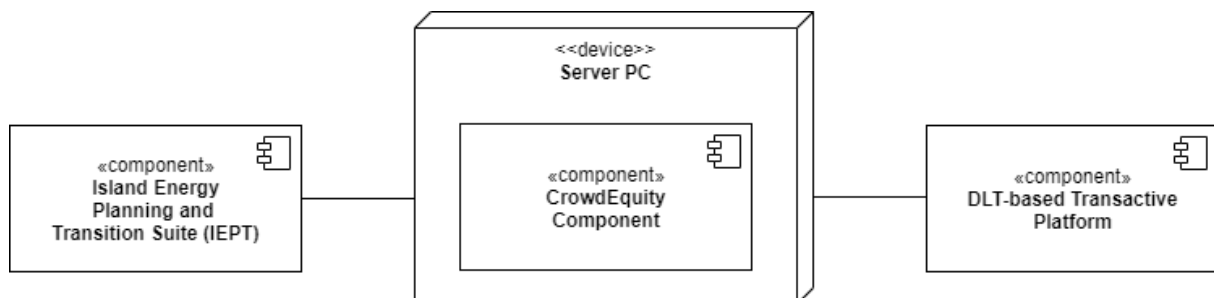 <<device>>
Server PC
«component»
Island Energy
Planning and
Transition Suite (IEPT)
«component»
CrowdEquity
Component
«component»
DLT-based Transactive
Platform